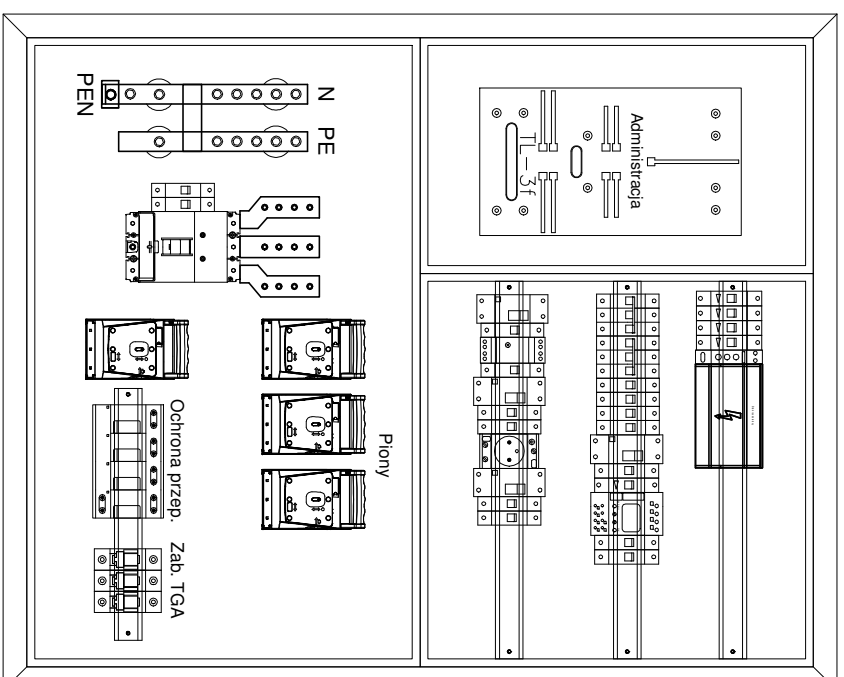 N
PE
PEN
Administracja
TL-3f
Piony
Ochrona przep.
Zab. TGA